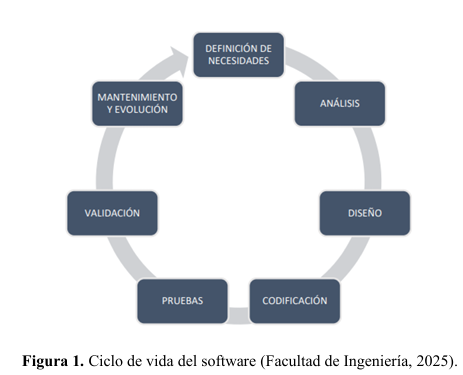 DEFINICIÓN DE
NECESIDADES
ANÁLISIS
DISEÑO
CODIFICACIÓN
PRUEBAS
VALIDACIÓN
MANTENIMIENTO
Y EVOLUCIÓN
Figura 1. Ciclo de vida del software (Facultad de Ingeniería, 2025).